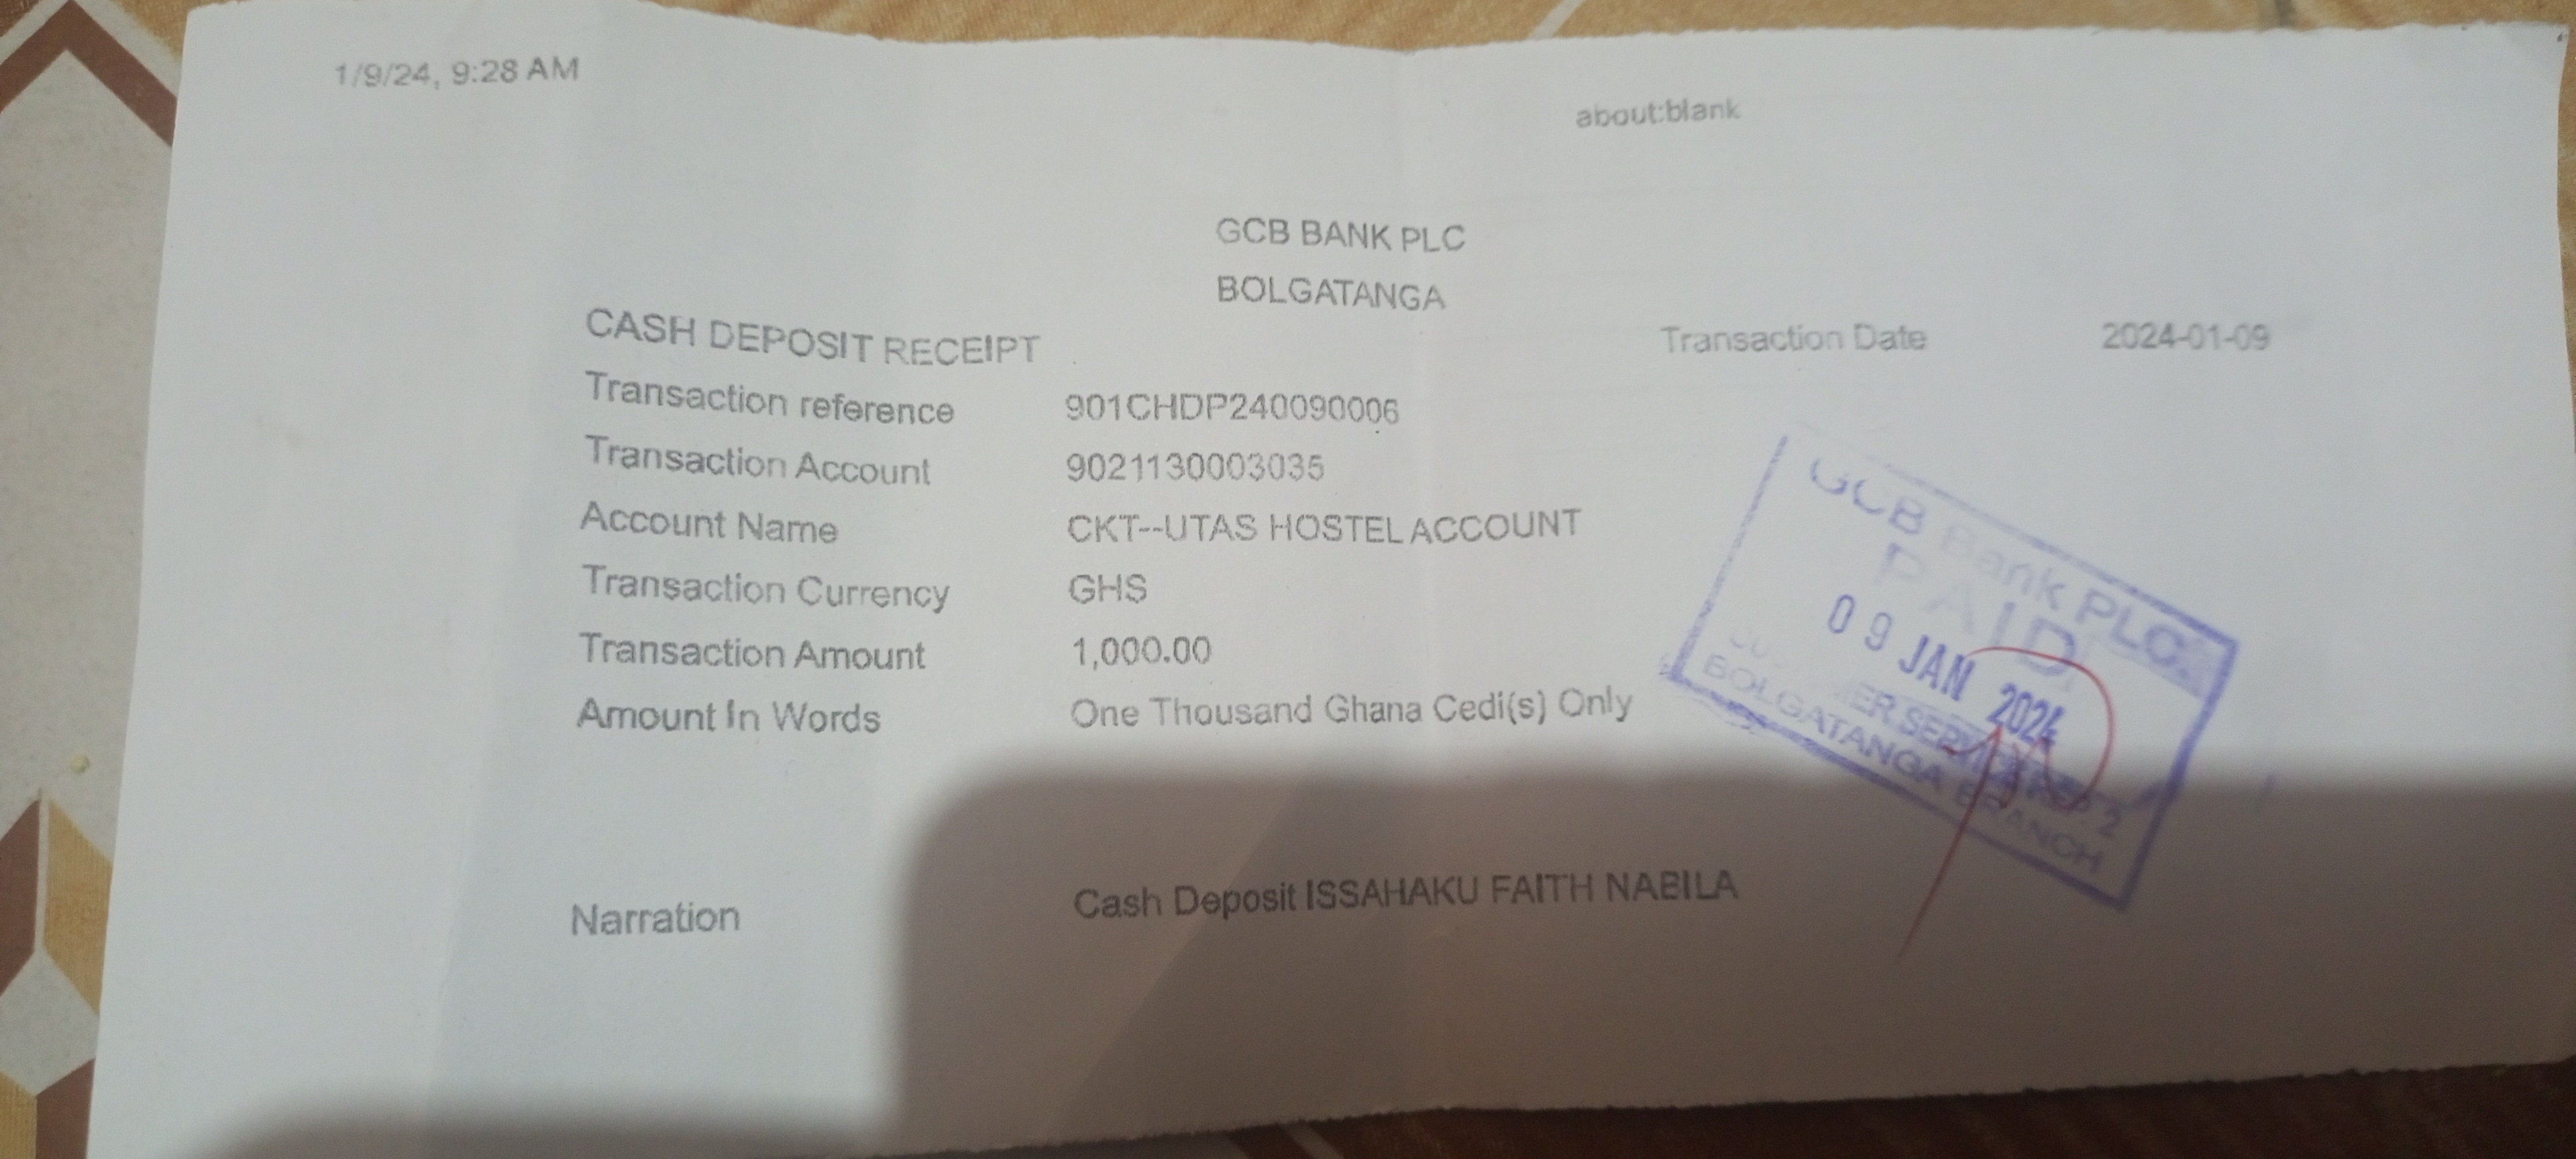 1/9/24, 9:28 AM
about:blank
GCB BANK PLC
BOLGATANGA
CASH DEPOSIT RECEIPT
Transaction Date 2024-01-09
Transaction reference 901CHDP240090006
Transaction Account 9021130003035
Account Name CKT--UTAS HOSTEL ACCOUNT
Transaction Currency GHS
Transaction Amount 1,000.00
Amount In Words One Thousand Ghana Cedi(s) Only
Narration Cash Deposit ISSAHAKU FAITH NABILA
GCB Bank PLC.
PAID
09 JAN 2024
BOLGATANGA BRANCH